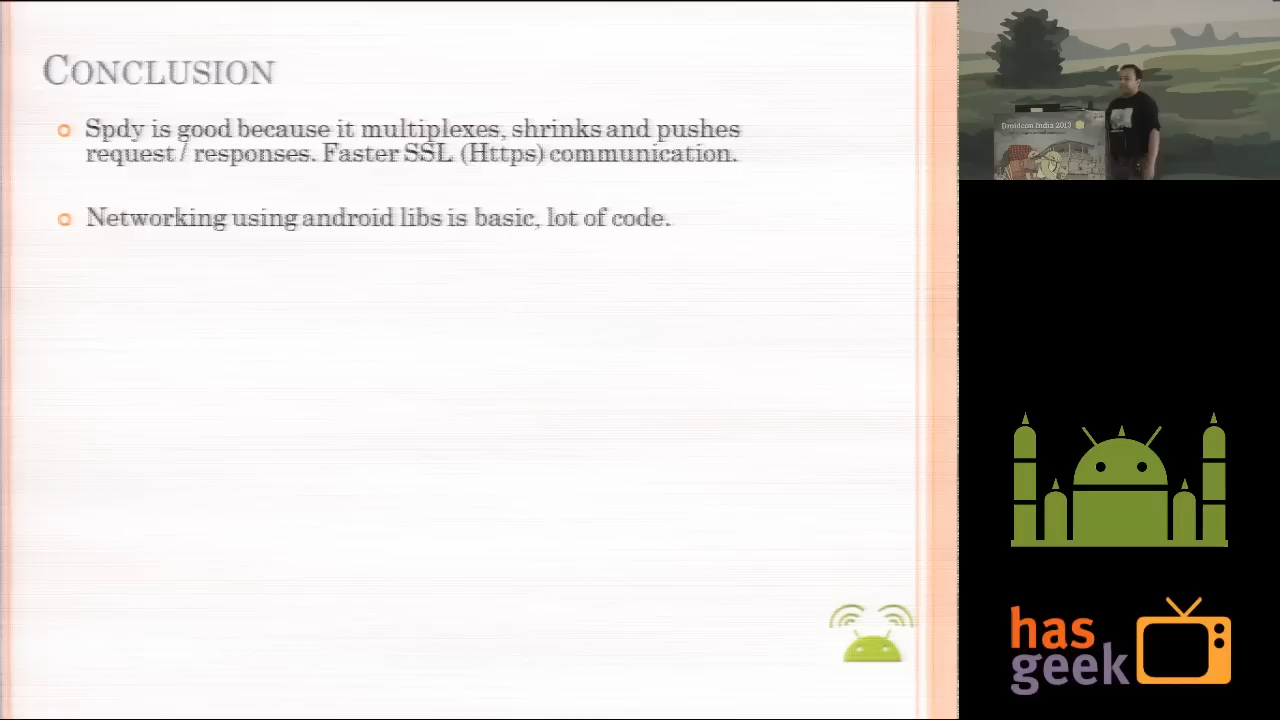 CONCLUSION
Spdy is good because it multiplexes, shrinks and pushes
request / responses. Faster SSL (Https) communication.
Networking using android libs is basic, lot of code.
Droidcon India 2013
has
geek